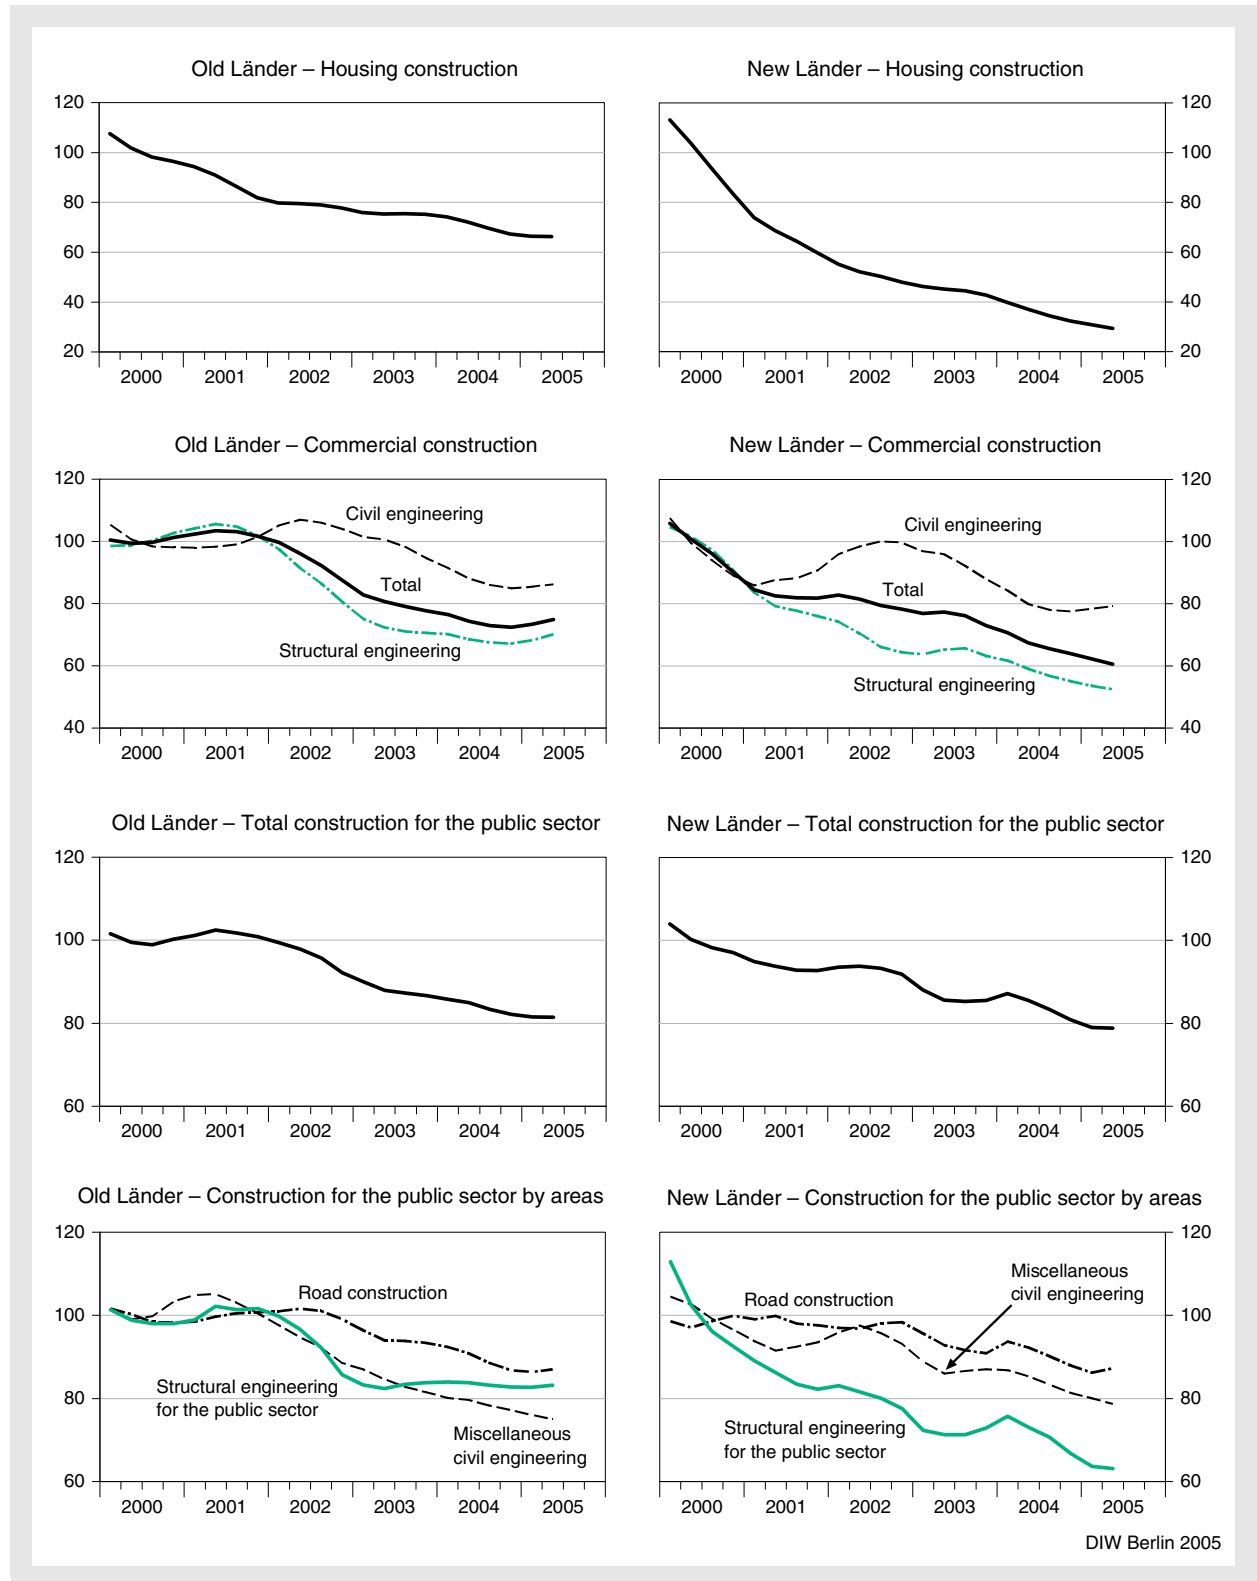 Old Länder – Housing construction
120
100
80
60
40
20
2000 2001 2002 2003 2004 2005
New Länder – Housing construction
120
100
80
60
40
20
2000 2001 2002 2003 2004 2005
Old Länder – Commercial construction
120
100
80
60
40
Civil engineering
Total
Structural engineering
2000 2001 2002 2003 2004 2005
New Länder – Commercial construction
120
100
80
60
40
Civil engineering
Total
Structural engineering
2000 2001 2002 2003 2004 2005
Old Länder – Total construction for the public sector
120
100
80
60
2000 2001 2002 2003 2004 2005
New Länder – Total construction for the public sector
120
100
80
60
2000 2001 2002 2003 2004 2005
Old Länder – Construction for the public sector by areas
120
100
80
60
Road construction
Structural engineering
for the public sector
Miscellaneous
civil engineering
2000 2001 2002 2003 2004 2005
New Länder – Construction for the public sector by areas
120
100
80
60
Miscellaneous
civil engineering
Road construction
Structural engineering
for the public sector
2000 2001 2002 2003 2004 2005
DIW Berlin 2005